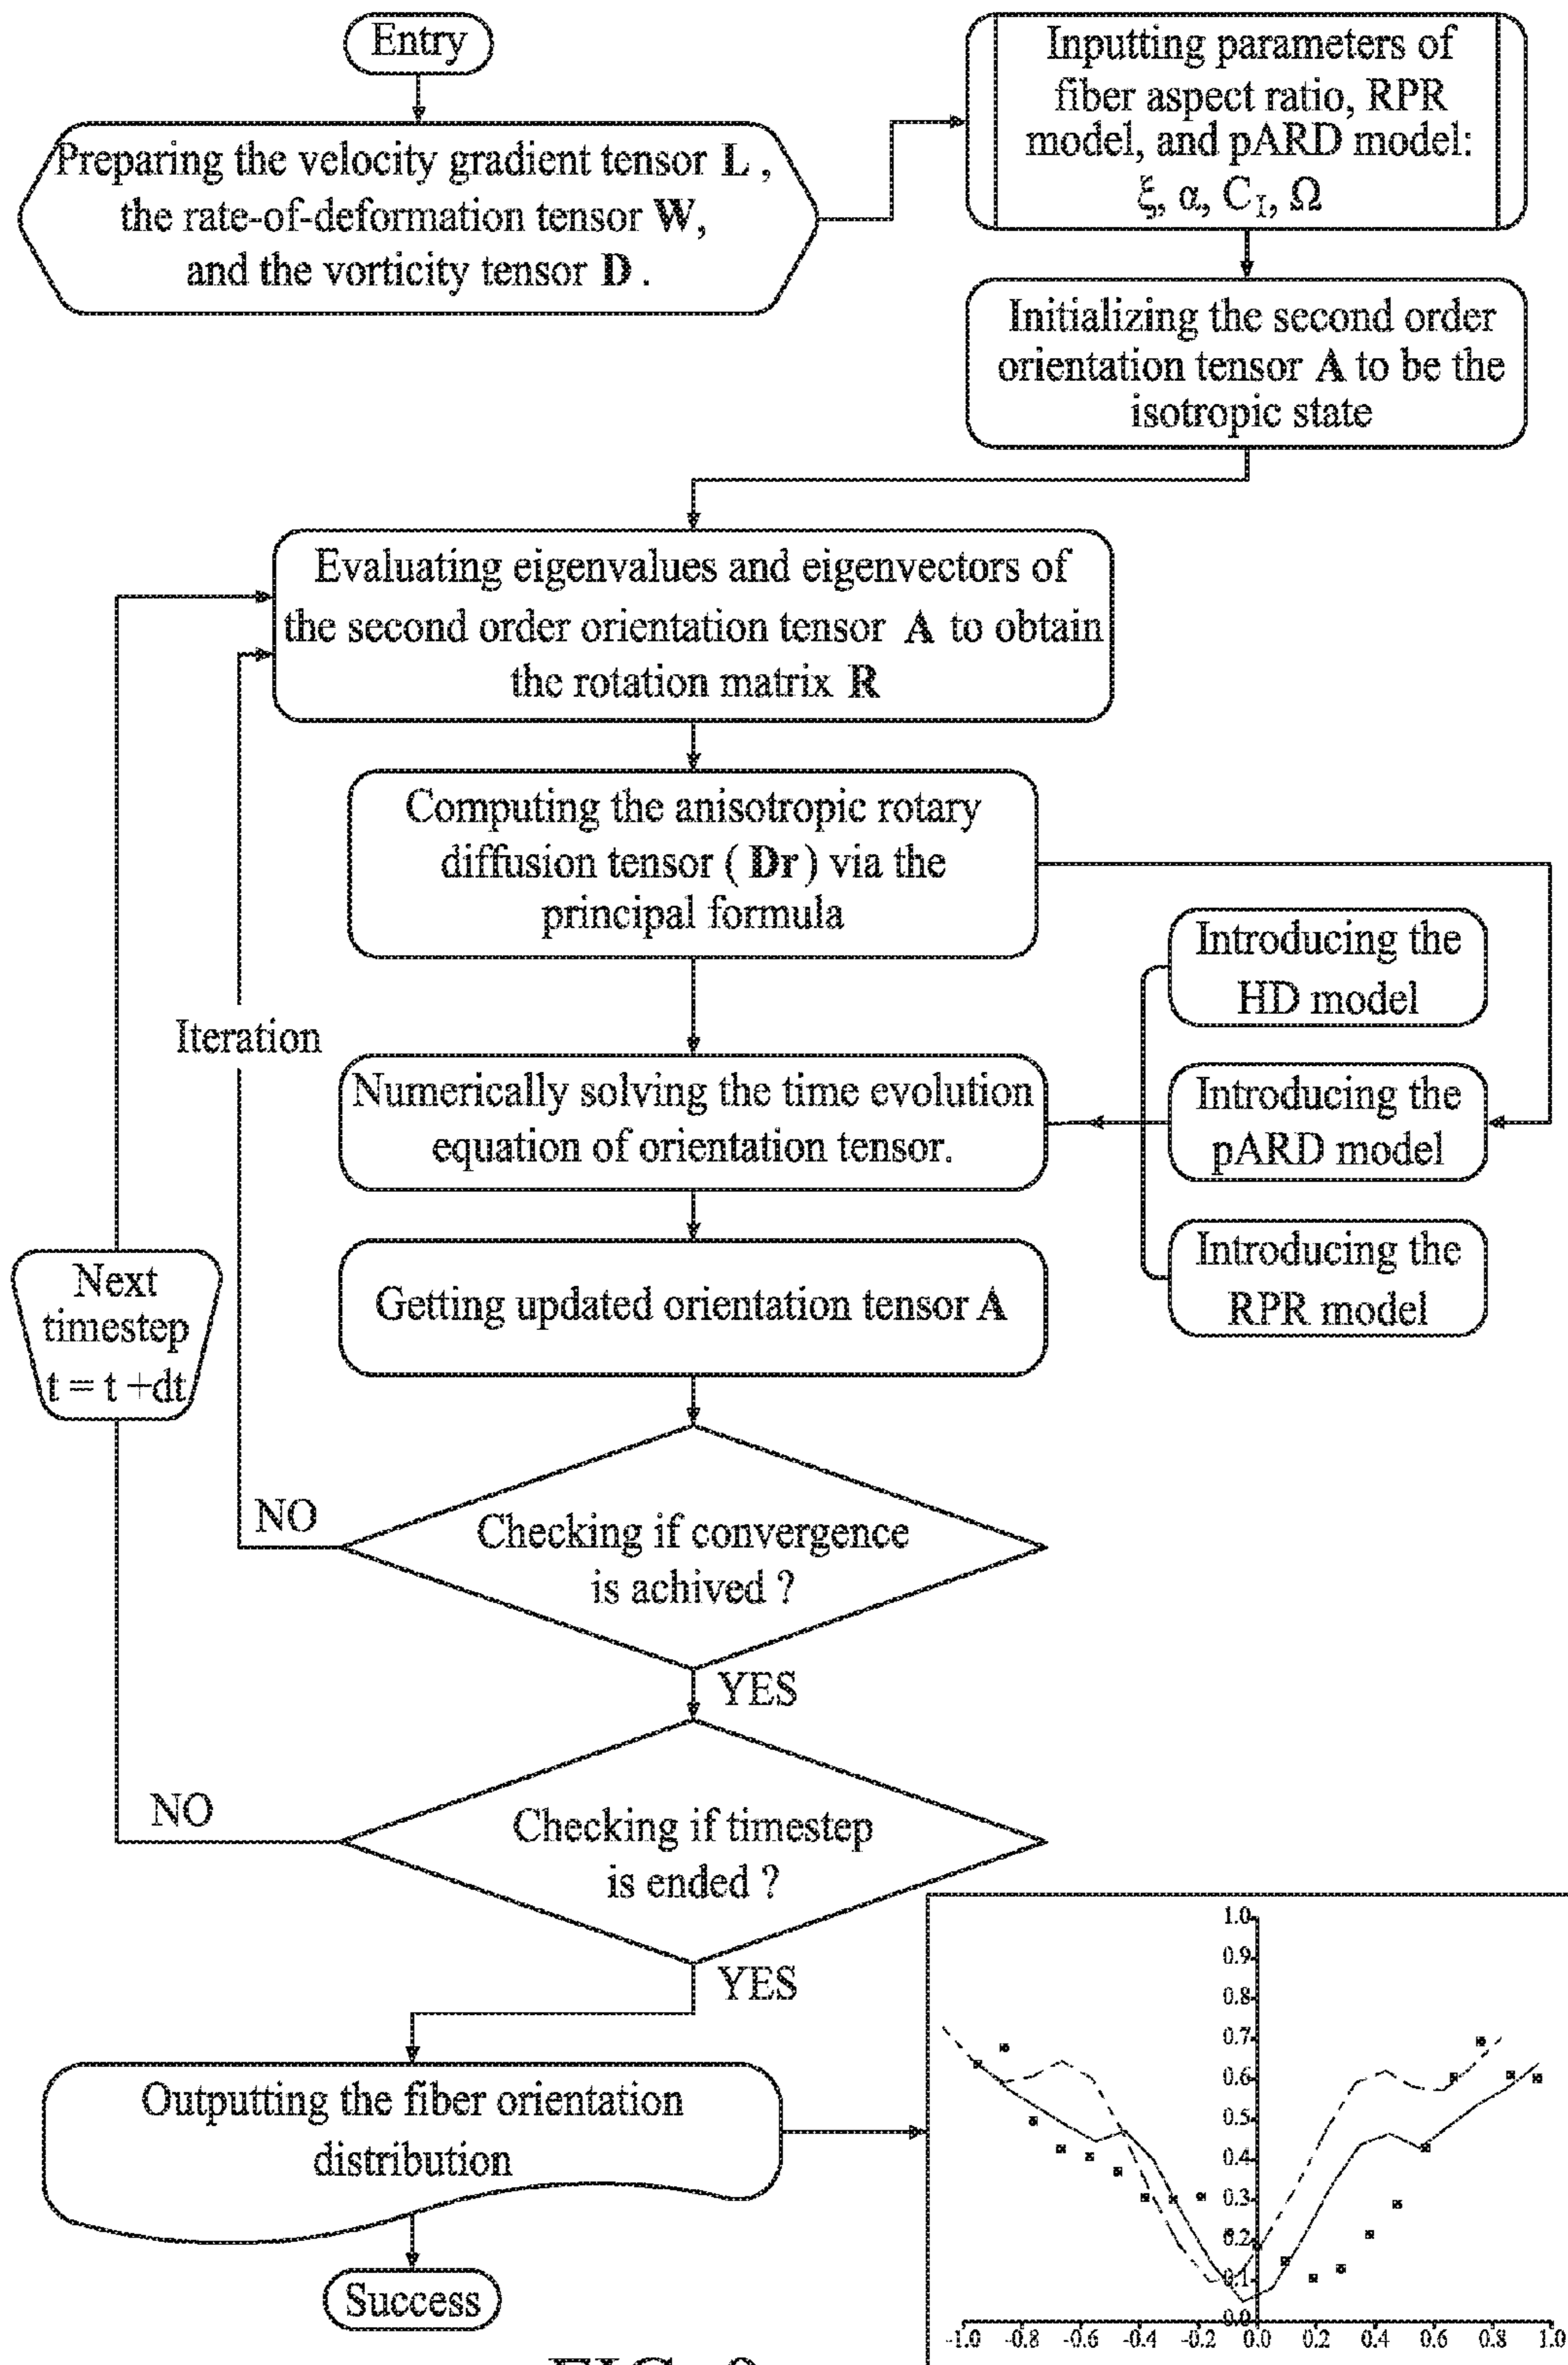 Entry
Preparing the velocity gradient tensor L ,
the rate-of-deformation tensor W,
and the vorticity tensor D .
Inputting parameters of
fiber aspect ratio, RPR
model, and pARD model:
ξ, α, C_I, Ω
Initializing the second order
orientation tensor A to be the
isotropic state
Evaluating eigenvalues and eigenvectors of
the second order orientation tensor A to obtain
the rotation matrix R
Computing the anisotropic rotary
diffusion tensor ( Dr ) via the
principal formula
Introducing the
HD model
Iteration
Numerically solving the time evolution
equation of orientation tensor.
Introducing the
pARD model
Introducing the
RPR model
Getting updated orientation tensor A
Next
timestep
t = t +dt
NO
Checking if convergence
is achived ?
YES
NO
Checking if timestep
is ended ?
YES
Outputting the fiber orientation
distribution
Success
1.0
0.9
0.8
0.7
0.6
0.5
0.4
0.3
0.2
0.1
0.0
-1.0 -0.8 -0.6 -0.4 -0.2 0.0 0.2 0.4 0.6 0.8 1.0